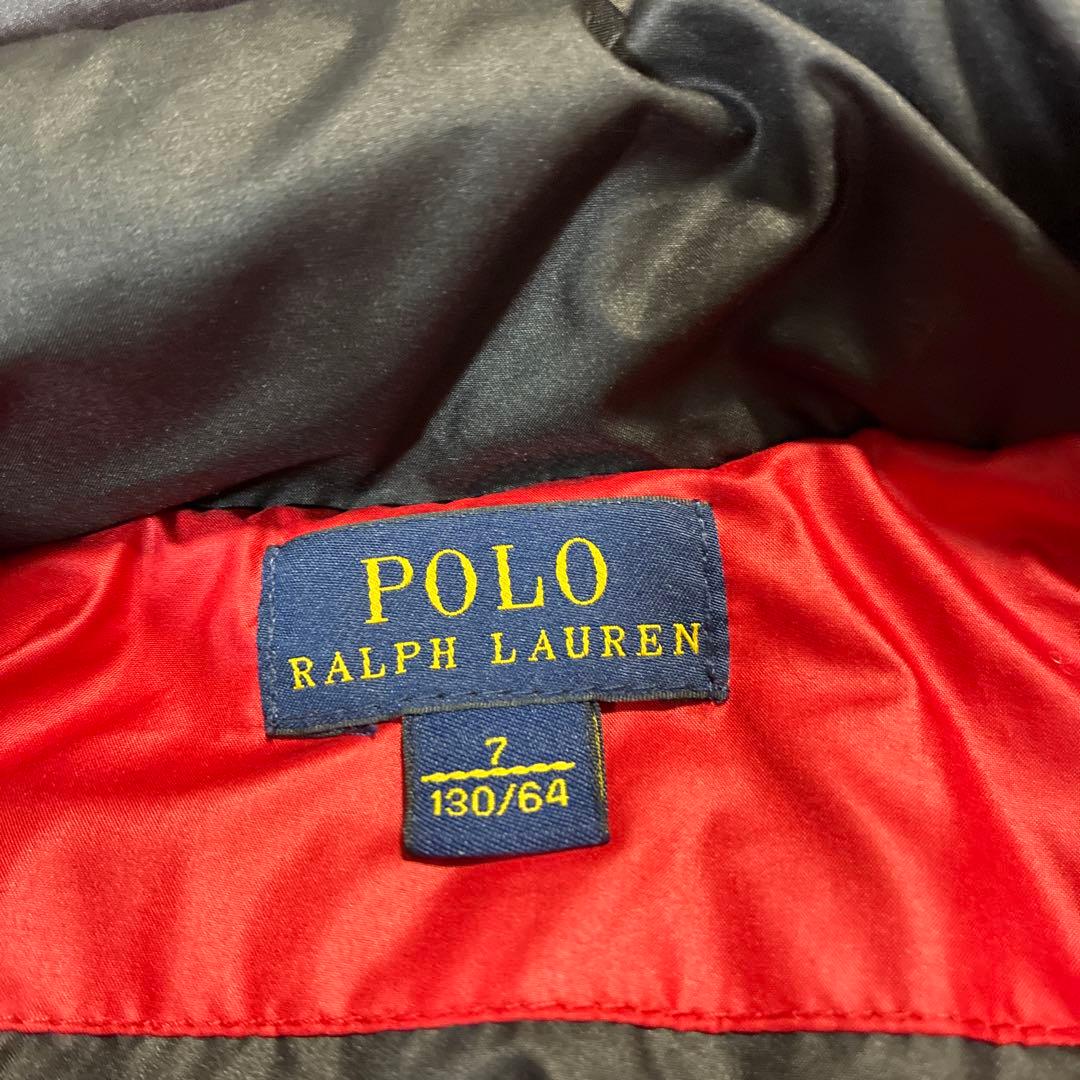 POLO
RALPH LAUREN
7
130/64